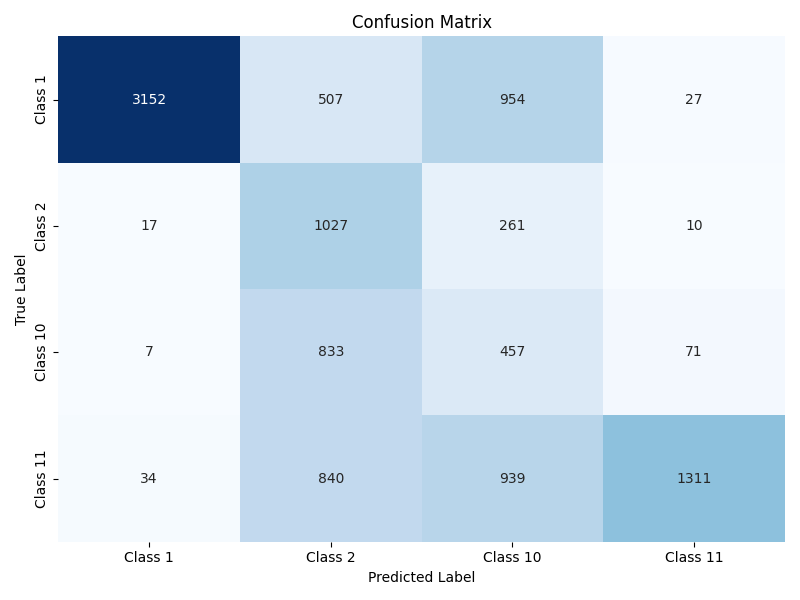 Confusion Matrix
True Label
Class 1
3152 507 954 27
Class 2
17 1027 261 10
Class 10
7 833 457 71
Class 11
34 840 939 1311
Class 1 Class 2 Class 10 Class 11
Predicted Label